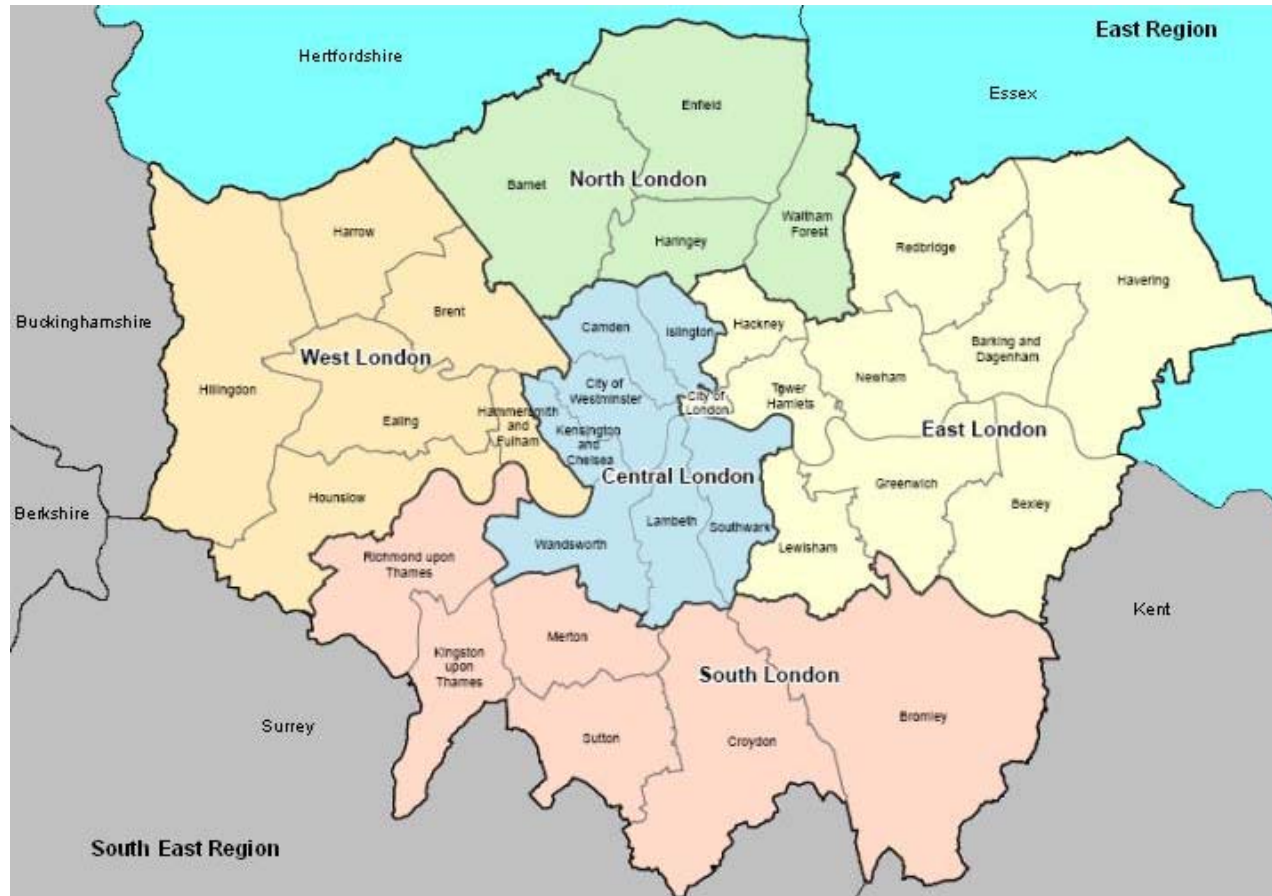 East Region
Hertfordshire
Essex
Enfield
Barnet
North London
Waltham
Forest
Haringey
Harrow
Redbridge
Havering
Brent
Buckinghamshire
Camden
Islington
Hackney
Barking and
Dagenham
West London
Hillingdon
Newham
City of
Westminster
Tower
Hamlets
City of
London
Ealing
Hammersmith
and
Fulham
Kensington
and
Chelsea
East London
Central London
Greenwich
Hounslow
Bexley
Berkshire
Lambeth
Southwark
Wandsworth
Lewisham
Richmond upon
Thames
Kent
Merton
Kingston
upon
Thames
South London
Surrey
Sutton
Croydon
Bromley
South East Region